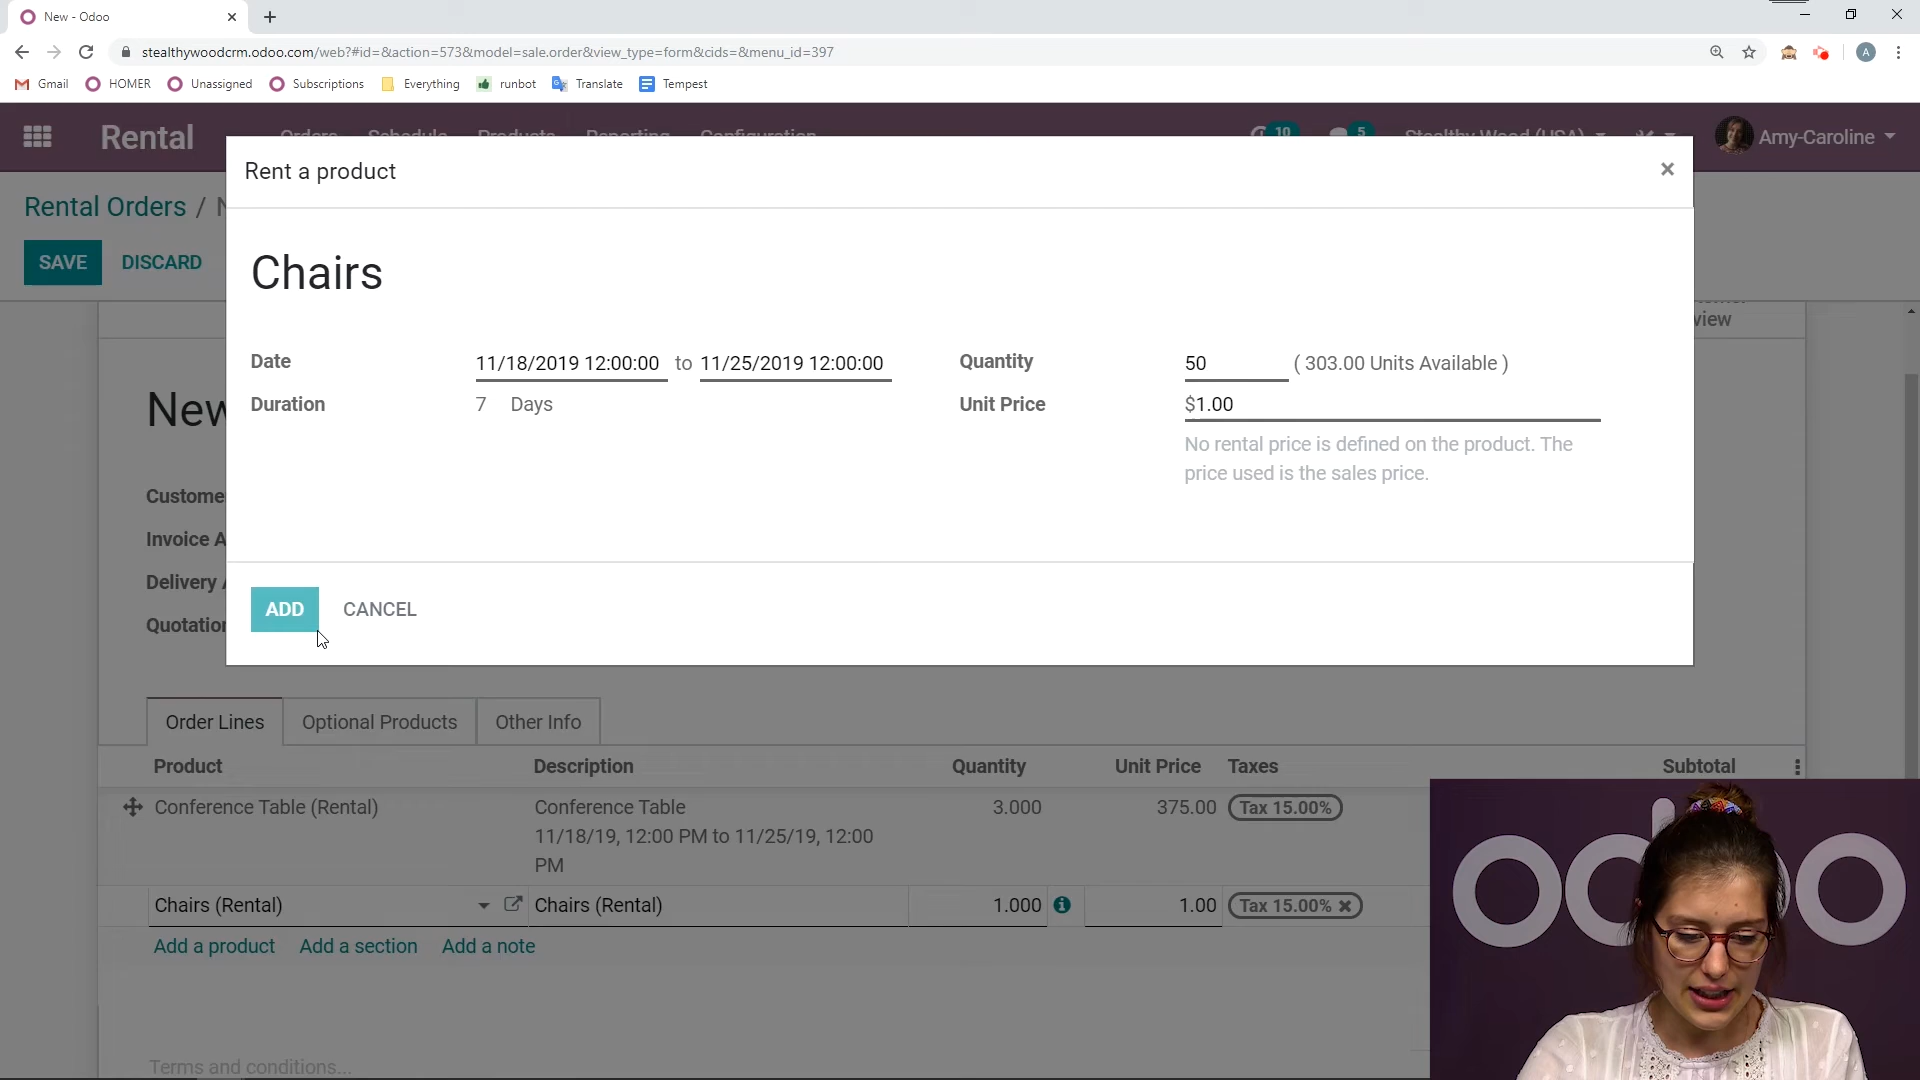 New - Odoo
stealthywoodcrm.odoo.com/web?#id=&action=573&model=sale.order&view_type=form&cids=&menu_id=397
A
Gmail HOMER Unassigned Subscriptions Everything runbot Translate Tempest
Rental Orders Schedule Products Reporting Configuration 10 5 Stealthy Wood (USA) Amy-Caroline
Rent a product ×
Rental Orders /
SAVE DISCARD
Chairs
view
Date 11/18/2019 12:00:00 to 11/25/2019 12:00:00 Quantity 50 ( 303.00 Units Available )
Duration 7 Days Unit Price $1.00
New
No rental price is defined on the product. The
price used is the sales price.
Custome
Invoice A
Delivery
Quotation
ADD CANCEL
Order Lines Optional Products Other Info
Product Description Quantity Unit Price Taxes Subtotal
Conference Table (Rental) Conference Table 3.000 375.00 Tax 15.00%
11/18/19, 12:00 PM to 11/25/19, 12:00
PM
Chairs (Rental) Chairs (Rental) 1.000 1.00 Tax 15.00% ×
Add a product Add a section Add a note
odoo
Terms and conditions...